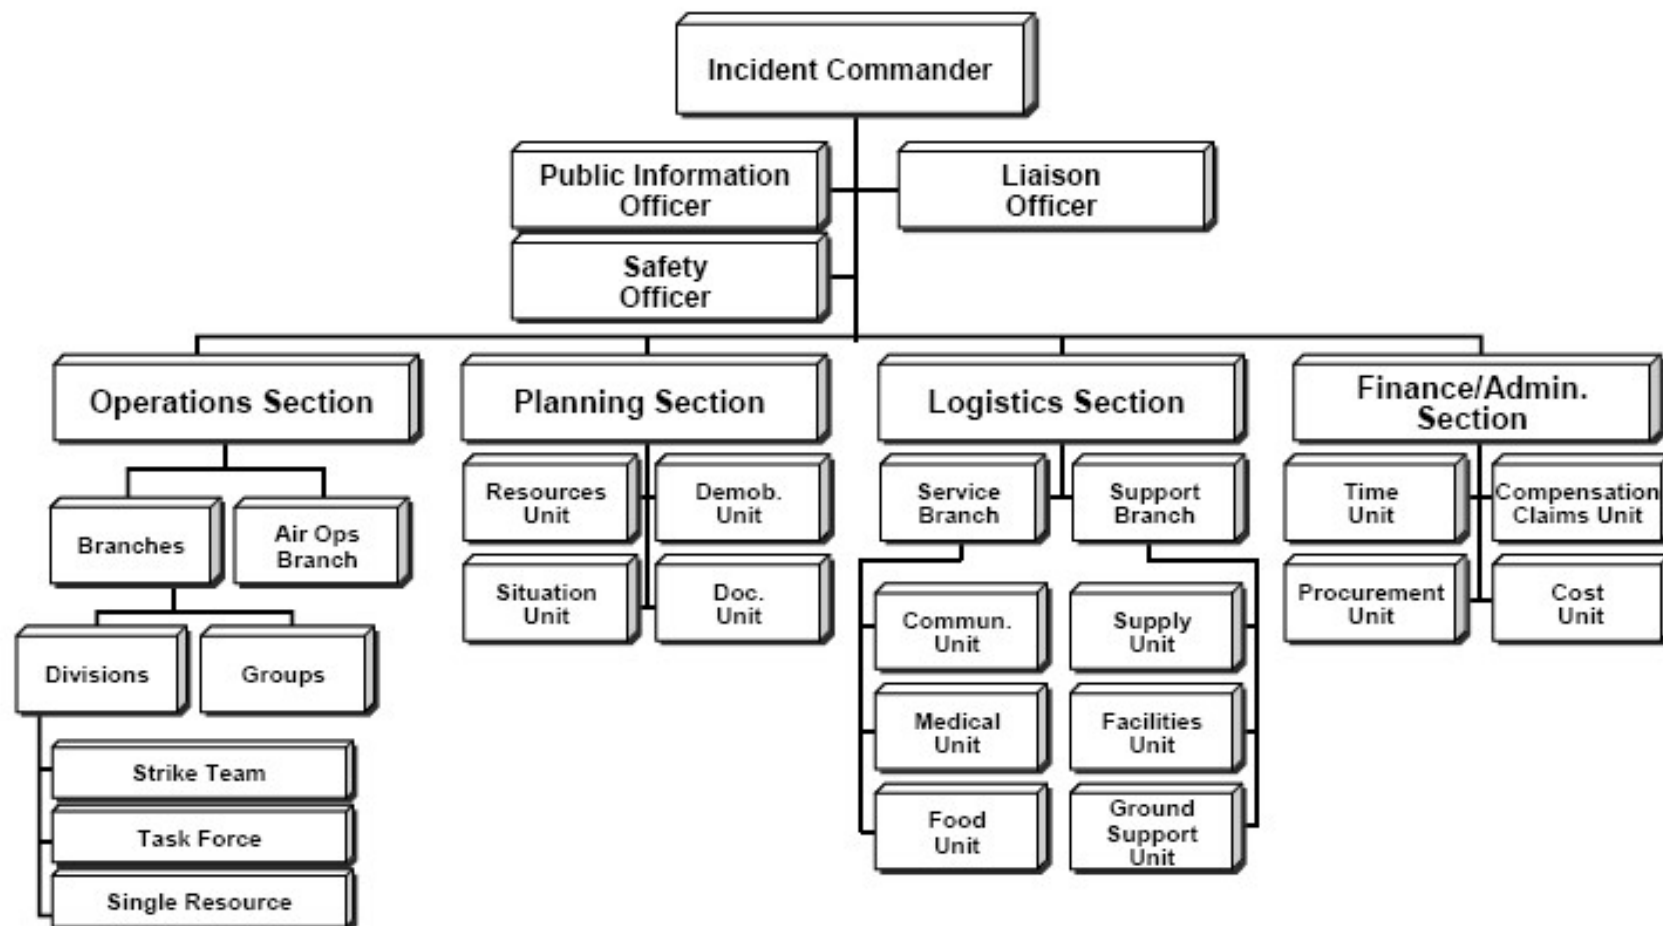 Incident Commander
Public Information
Officer
Liaison
Officer
Safety
Officer
Operations Section
Planning Section
Logistics Section
Finance/Admin.
Section
Branches
Air Ops
Branch
Divisions
Groups
Strike Team
Task Force
Single Resource
Resources
Unit
Demob.
Unit
Situation
Unit
Doc.
Unit
Service
Branch
Support
Branch
Commun.
Unit
Supply
Unit
Medical
Unit
Facilities
Unit
Food
Unit
Ground
Support
Unit
Time
Unit
Compensation
Claims Unit
Procurement
Unit
Cost
Unit